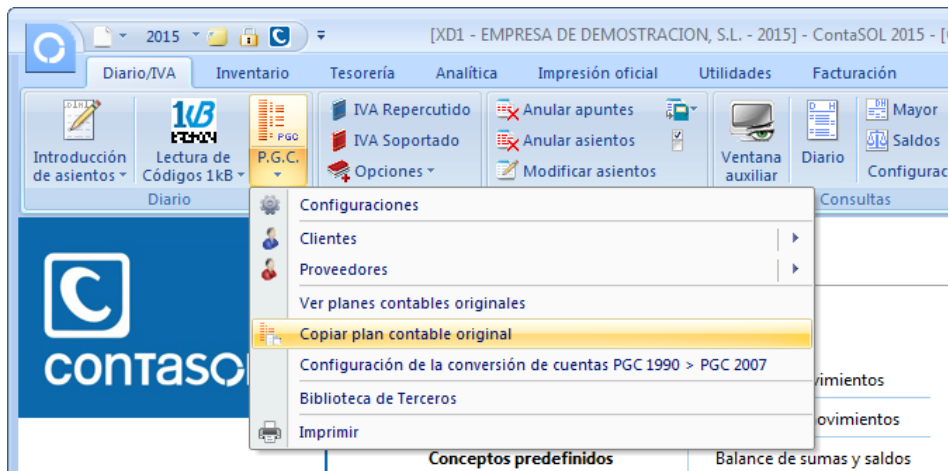 2015
[XD1 - EMPRESA DE DEMOSTRACION, S.L. - 2015] - ContaSOL 2015 - [
Diario/IVA Inventario Tesorería Analítica Impresión oficial Utilidades Facturación
Introducción de asientos
Lectura de Códigos 1kB
PGC
P.G.C.
IVA Repercutido
IVA Soportado
Opciones
Anular apuntes
Anular asientos
Modificar asientos
Ventana auxiliar
Diario
Mayor
Saldos
Configurac
Diario
Consultas
Configuraciones
Clientes
Proveedores
Ver planes contables originales
Copiar plan contable original
Configuración de la conversión de cuentas PGC 1990 > PGC 2007
Biblioteca de Terceros
Imprimir
contaso
vimientos
ovimientos
Conceptos predefinidos
Balance de sumas y saldos